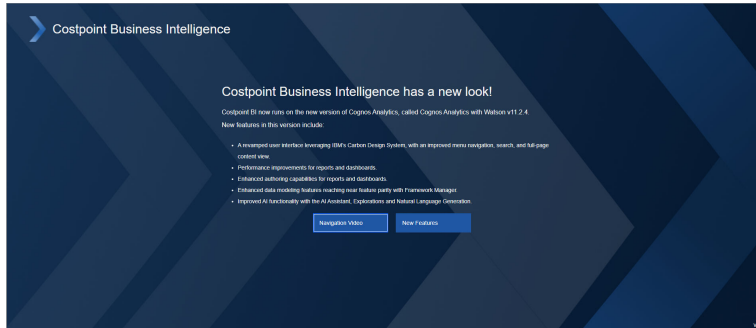 Costpoint Business Intelligence
Costpoint Business Intelligence has a new look!
Costpoint BI now runs on the new version of Cognos Analytics, called Cognos Analytics with Watson v11.2.4.
New features in this version include:
• A revamped user interface leveraging IBM's Carbon Design System, with an improved menu navigation, search, and full-page
content view.
• Performance improvements for reports and dashboards.
• Enhanced authoring capabilities for reports and dashboards.
• Enhanced data modeling features reaching near feature parity with Framework Manager.
• Improved AI functionality with the AI Assistant, Explorations and Natural Language Generation.
Navigation Video New Features